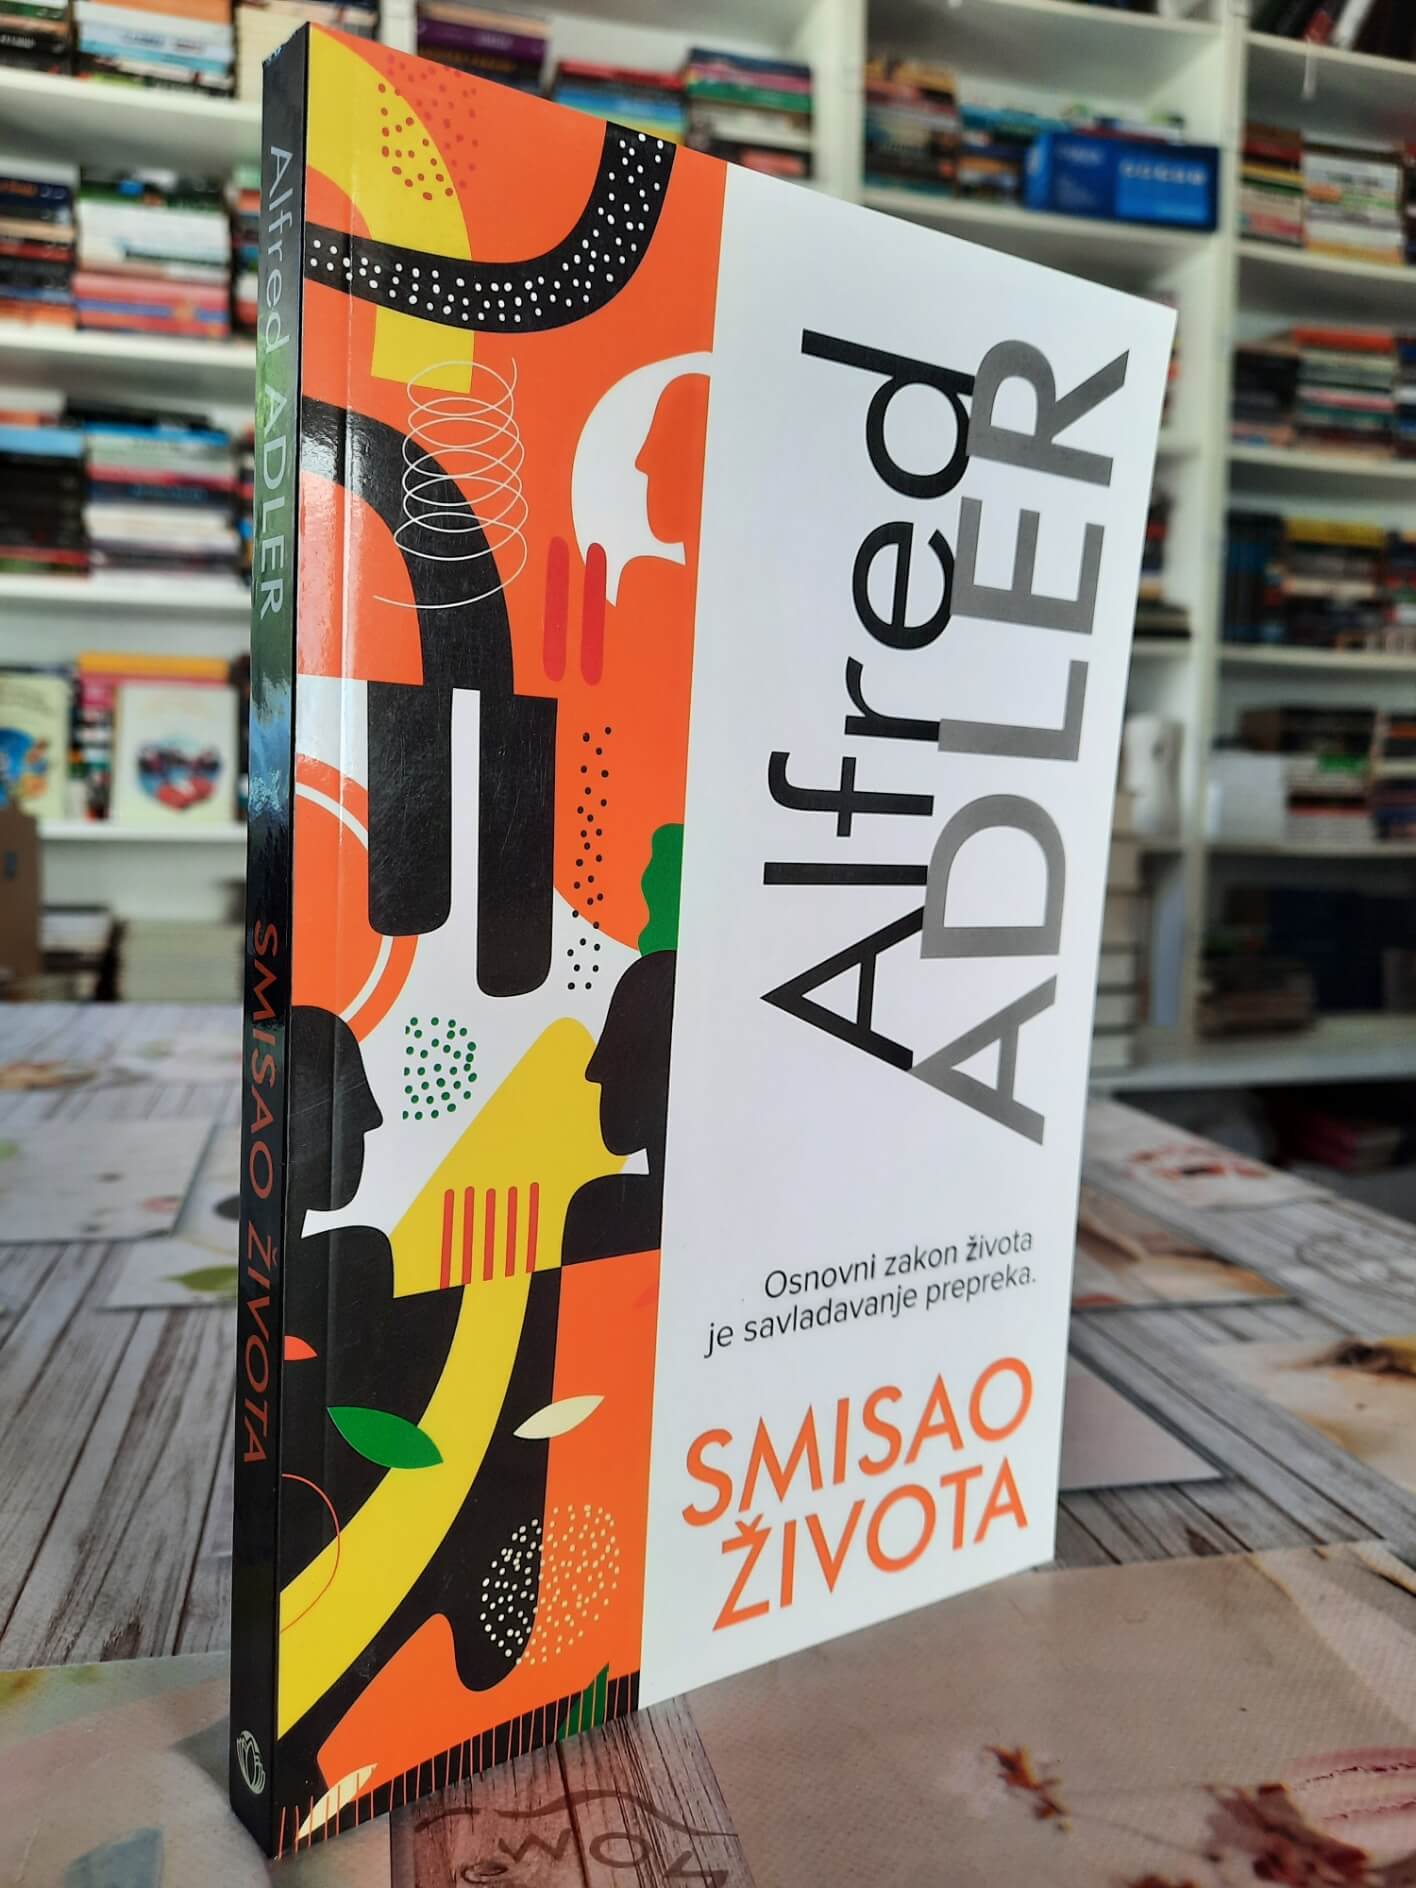 Alfred ADLER SMISAO ŽIVOTA
Alfred
ADLER
Osnovni zakon života
je savladavanje prepreka.
SMISAO
ŽIVOTA